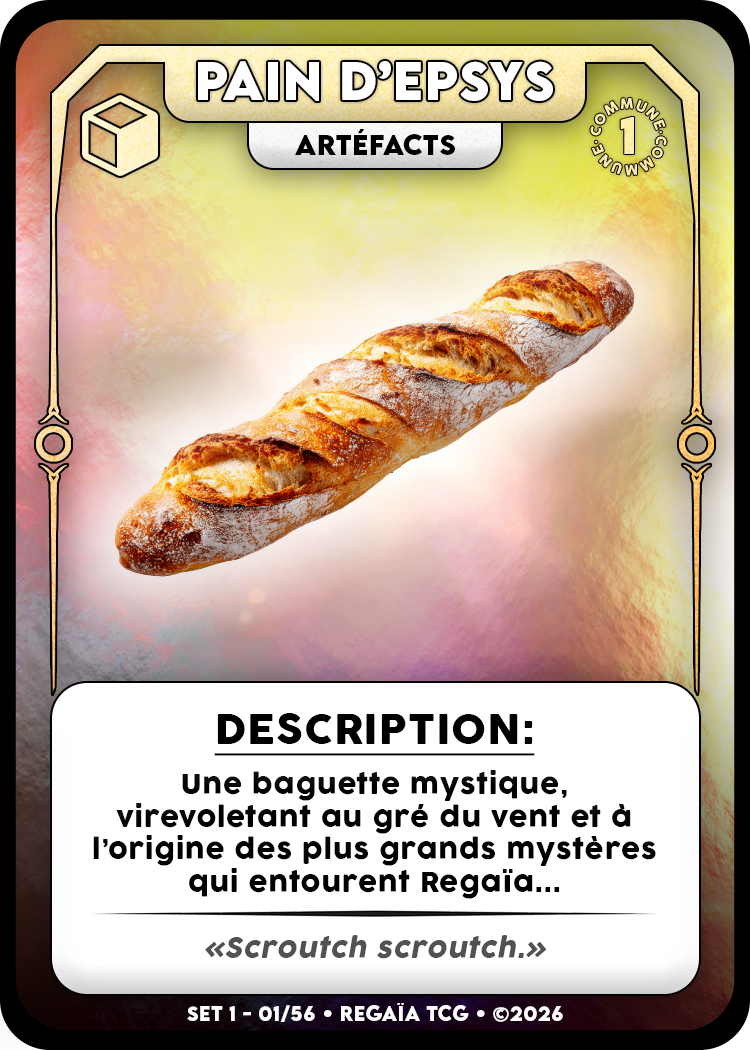 PAIN D’EPSYS
ARTÉFACTS
COMMUNE•COMMUNE•
1
DESCRIPTION:
Une baguette mystique,
virevoletant au gré du vent et à
l’origine des plus grands mystères
qui entourent Regaïa...
«Scroutch scroutch.»
SET 1 - 01/56 • REGAÏA TCG • ©2026